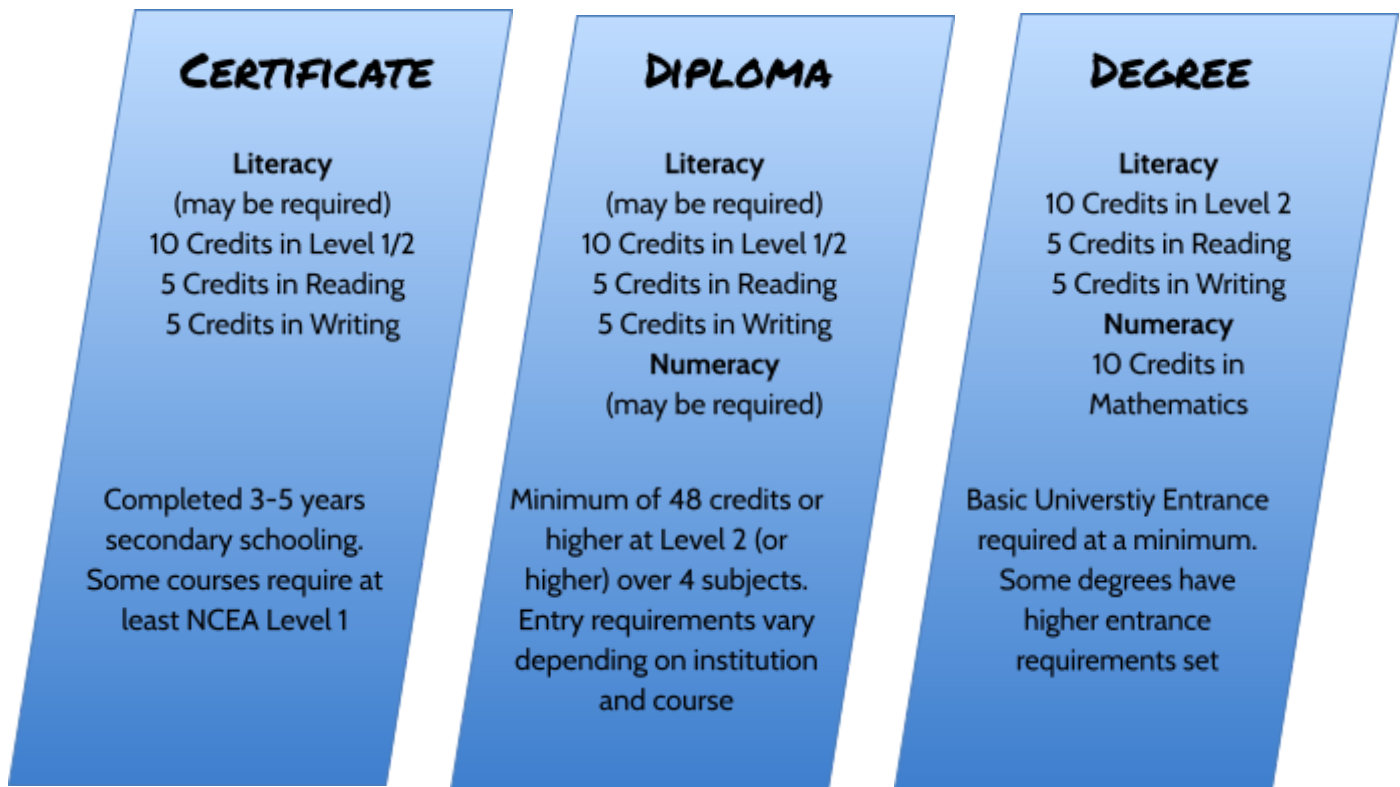 CERTIFICATE
Literacy
(may be required)
10 Credits in Level 1/2
5 Credits in Reading
5 Credits in Writing
Completed 3-5 years
secondary schooling.
Some courses require at
least NCEA Level 1
DIPLOMA
Literacy
(may be required)
10 Credits in Level 1/2
5 Credits in Reading
5 Credits in Writing
Numeracy
(may be required)
Minimum of 48 credits or
higher at Level 2 (or
higher) over 4 subjects.
Entry requirements vary
depending on institution
and course
DEGREE
Literacy
10 Credits in Level 2
5 Credits in Reading
5 Credits in Writing
Numeracy
10 Credits in
Mathematics
Basic Universtiy Entrance
required at a minimum.
Some degrees have
higher entrance
requirements set